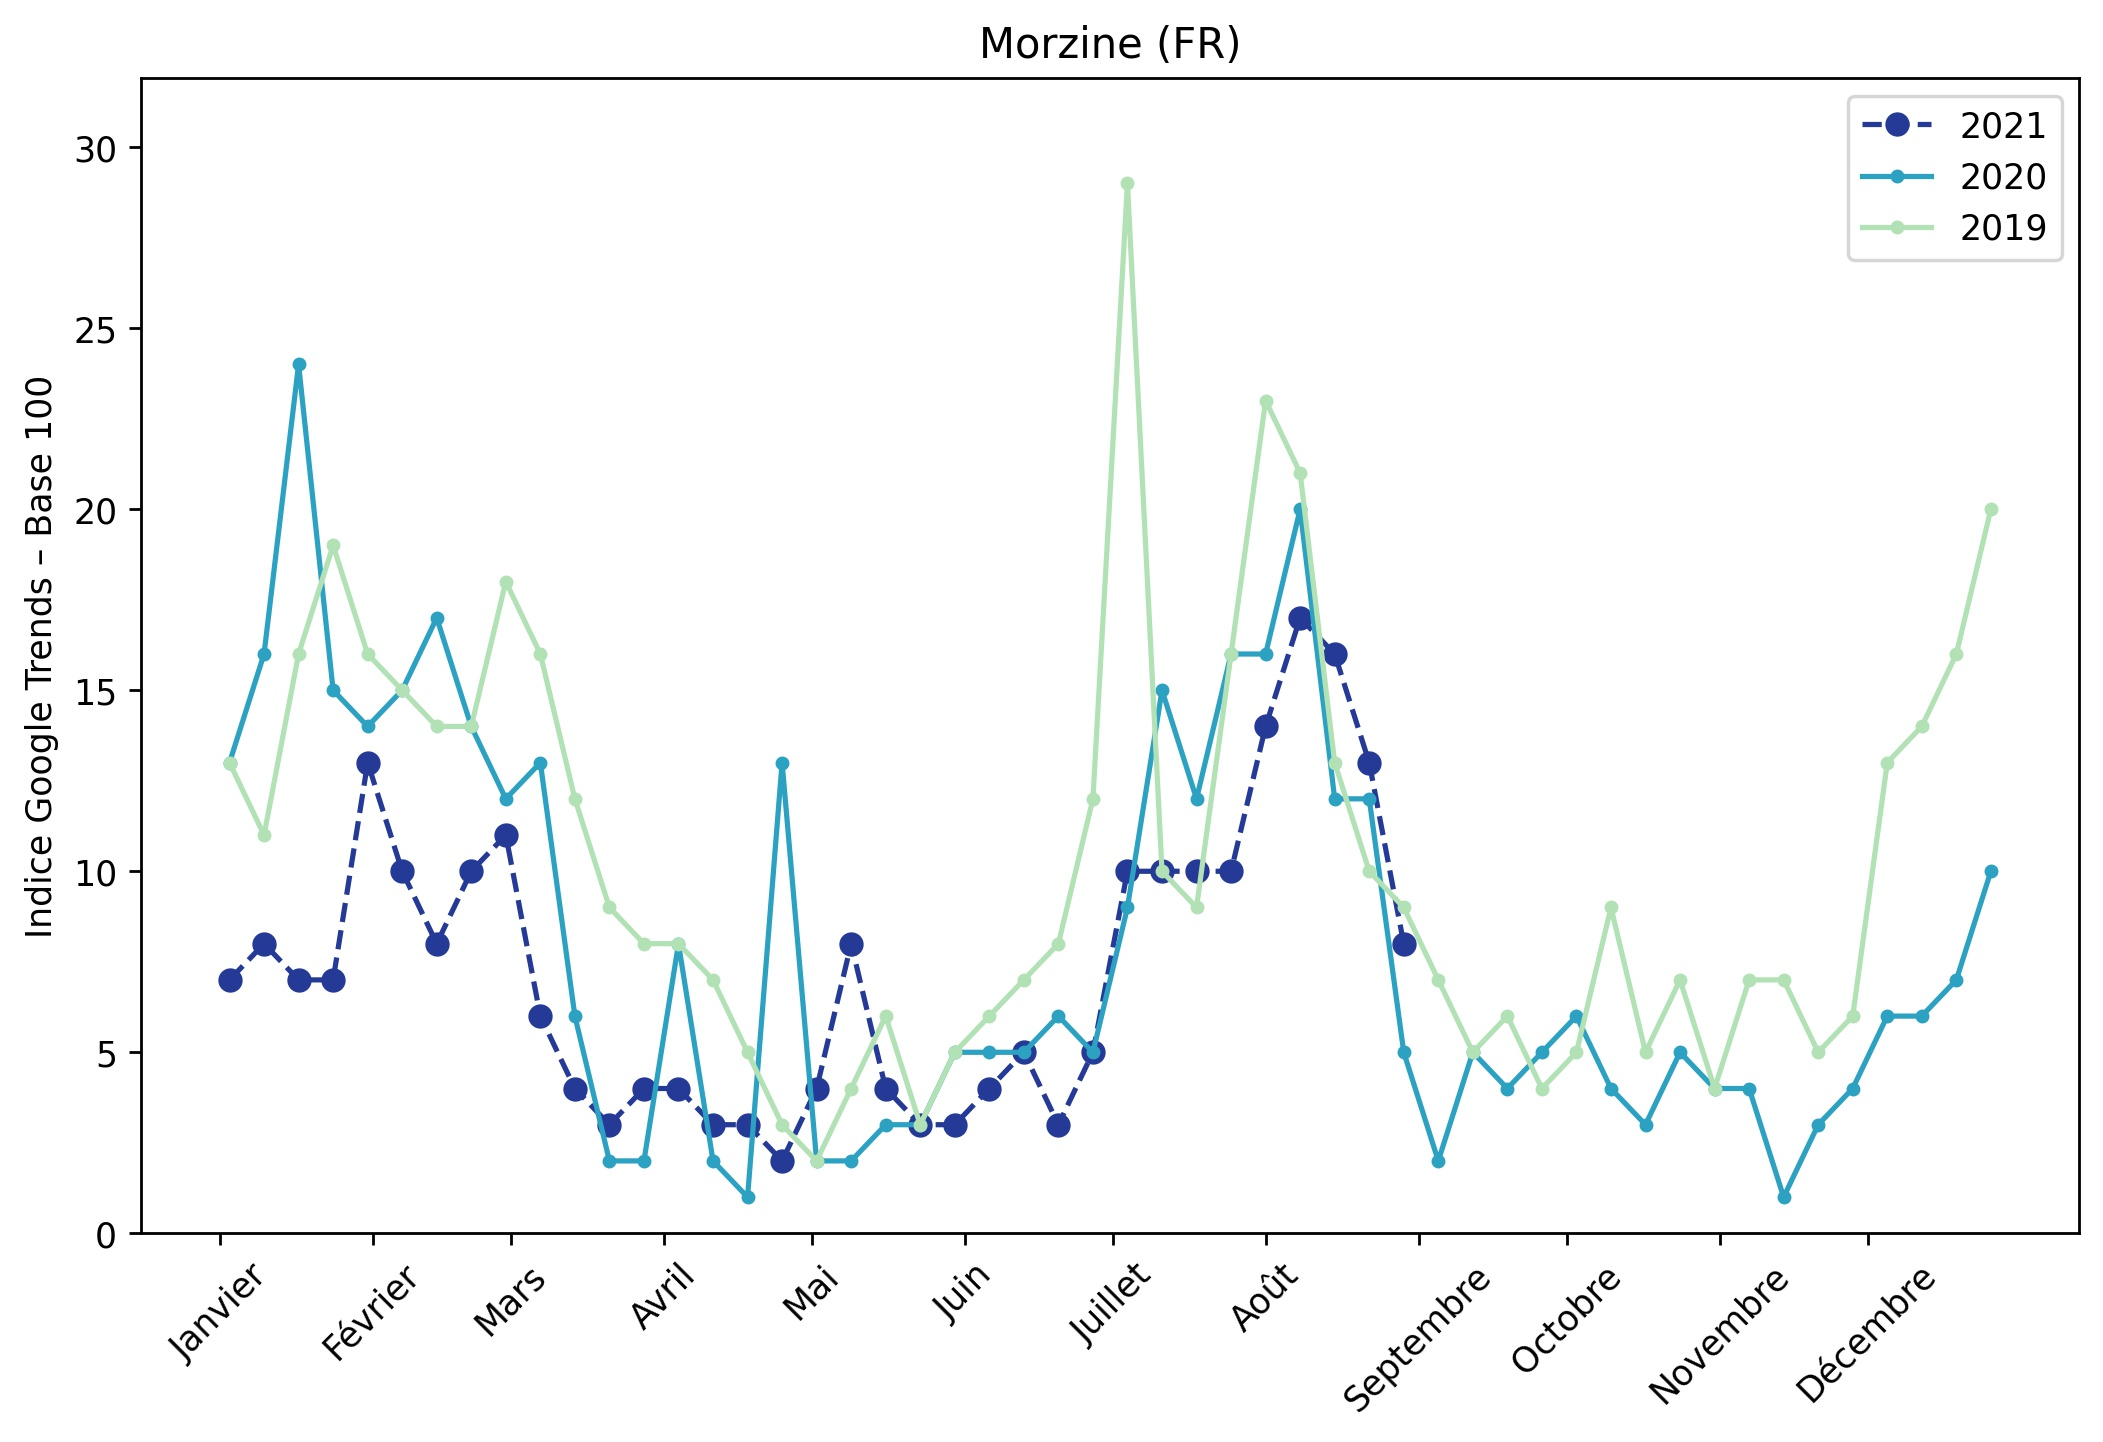 Morzine (FR)
Indice Google Trends – Base 100
30
25
20
15
10
5
0
2021
2020
2019
Janvier
Février
Mars
Avril
Mai
Juin
Juillet
Août
Septembre
Octobre
Novembre
Décembre